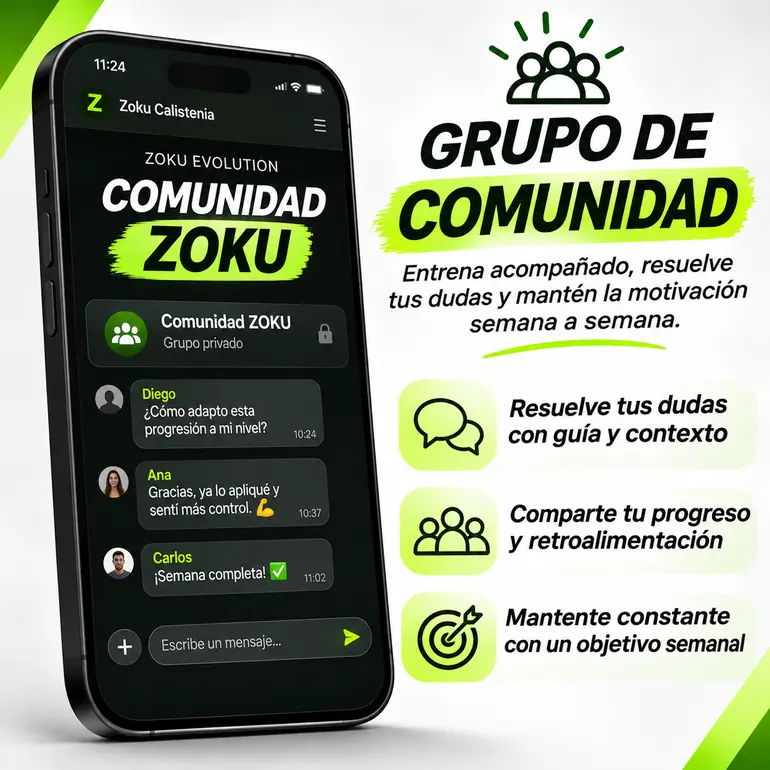 11:24
Z Zoku Calistenia
ZOKU EVOLUTION
COMUNIDAD
ZOKU
Comunidad ZOKU
Grupo privado
Diego
¿Cómo adapto esta
progresión a mi nivel?
10:24
Ana
Gracias, ya lo apliqué y
sentí más control. 💪
10:37
Carlos
¡Semana completa! ✅
11:02
Escribe un mensaje...
GRUPO DE
COMUNIDAD
Entrena acompañado, resuelve
tus dudas y mantén la motivación
semana a semana.
Resuelve tus dudas
con guía y contexto
Comparte tu progreso
y retroalimentación
Mantente constante
con un objetivo semanal